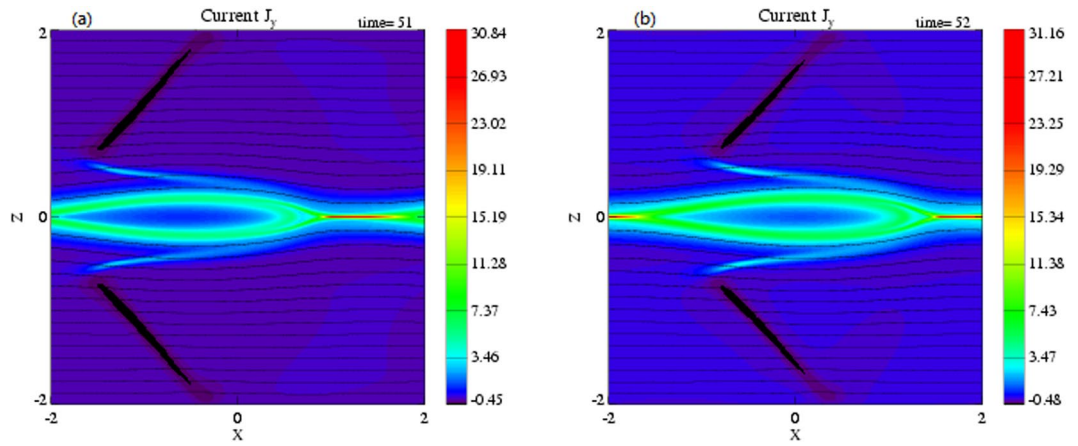 (a) Current Jy time= 51
2
Z 0
-2
-2 0 2
X
30.84
26.93
23.02
19.11
15.19
11.28
7.37
3.46
-0.45
(b) Current Jy time= 52
2
Z 0
-2
-2 0 2
X
31.16
27.21
23.25
19.29
15.34
11.38
7.43
3.47
-0.48